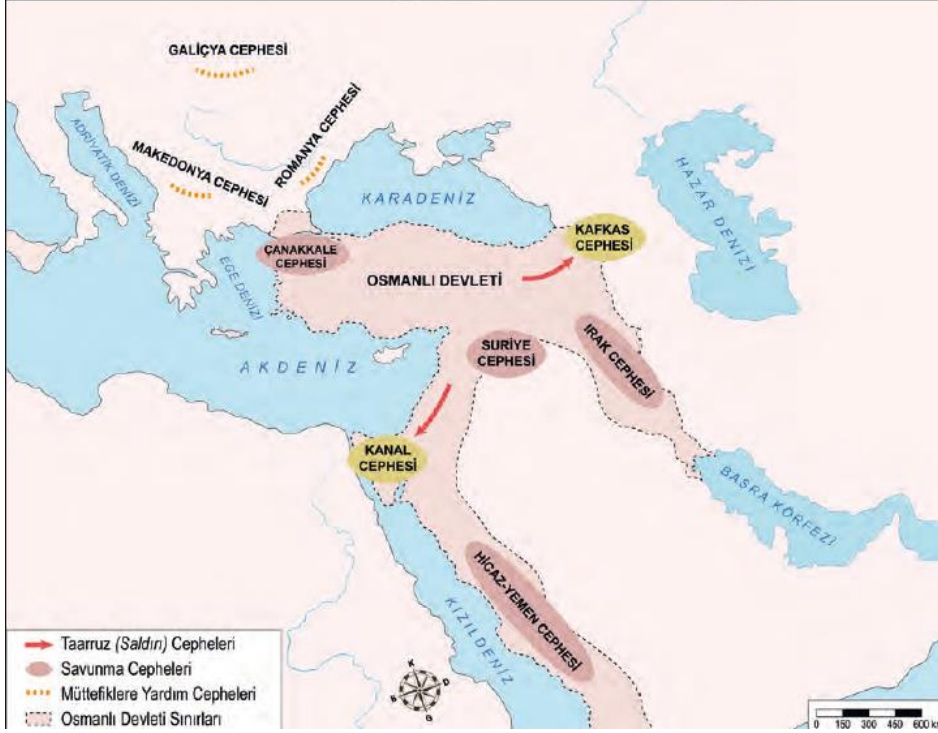 GALİÇYA CEPHESİ
ADRİYATİK DENİZİ
MAKEDONYA CEPHESİ
ROMANYA CEPHESİ
KARADENİZ
HAZAR DENİZİ
KAFKAS
CEPHESİ
ÇANAKKALE
CEPHESİ
EGE DENİZİ
OSMANLI DEVLETİ
SURİYE
CEPHESİ
IRAK CEPHESİ
AKDENİZ
KANAL
CEPHESİ
BASRA KÖRFEZİ
HİCAZ-YEMEN CEPHESİ
KIZILDENİZ
Taarruz (Saldırı) Cepheleri
Savunma Cepheleri
Müttefiklere Yardım Cepheleri
Osmanlı Devleti Sınırları
K
D
B
G
0 150 300 450 600 km